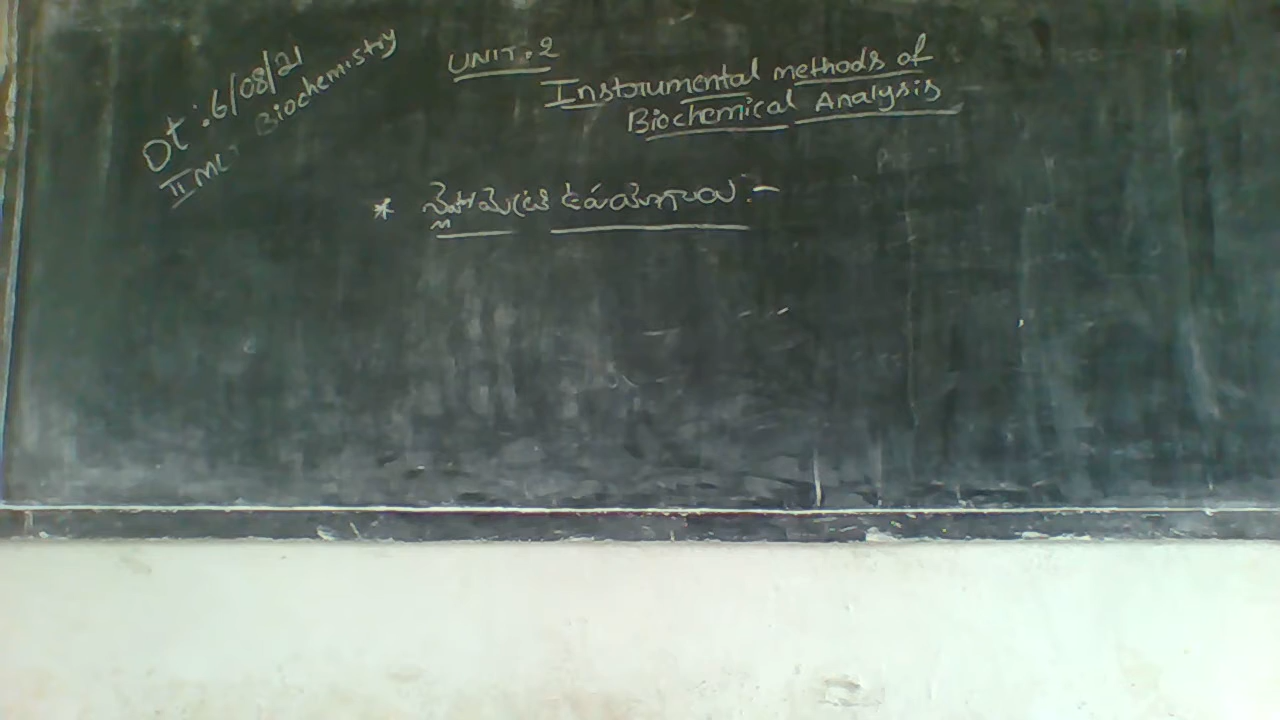 Dt : 6/08/21
II MLT Biochemistry
UNIT. 2
Instrumental methods of
Biochemical Analysis
*